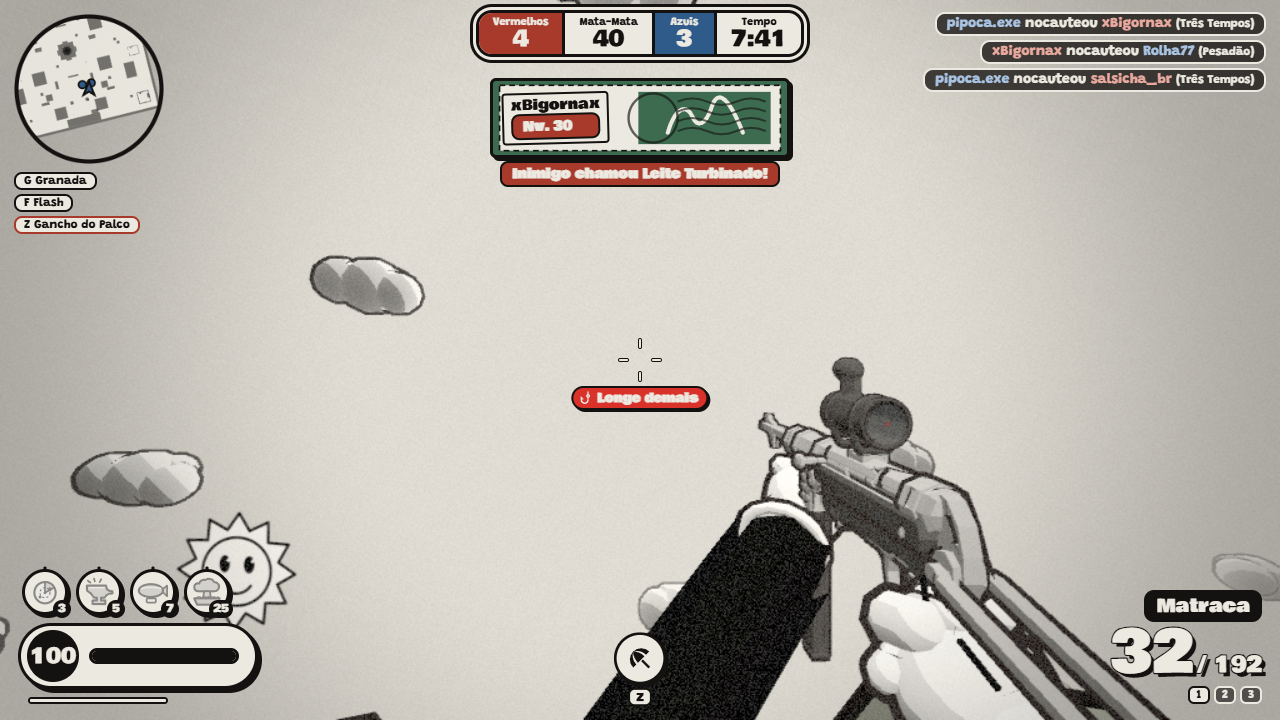 Vermelhos
4
Mata-Mata
40
Azuis
3
Tempo
7:41
pipoca.exe nocauteou xBigornax (Três Tempos)
xBigornax nocauteou Rolha77 (Pesadão)
pipoca.exe nocauteou salsicha_br (Três Tempos)
xBigornax
Nv. 30
Inimigo chamou Leite Turbinado!
G Granada
F Flash
Z Gancho do Palco
Longe demais
3
5
7
25
100
Z
Matraca
32 / 192
1 2 3